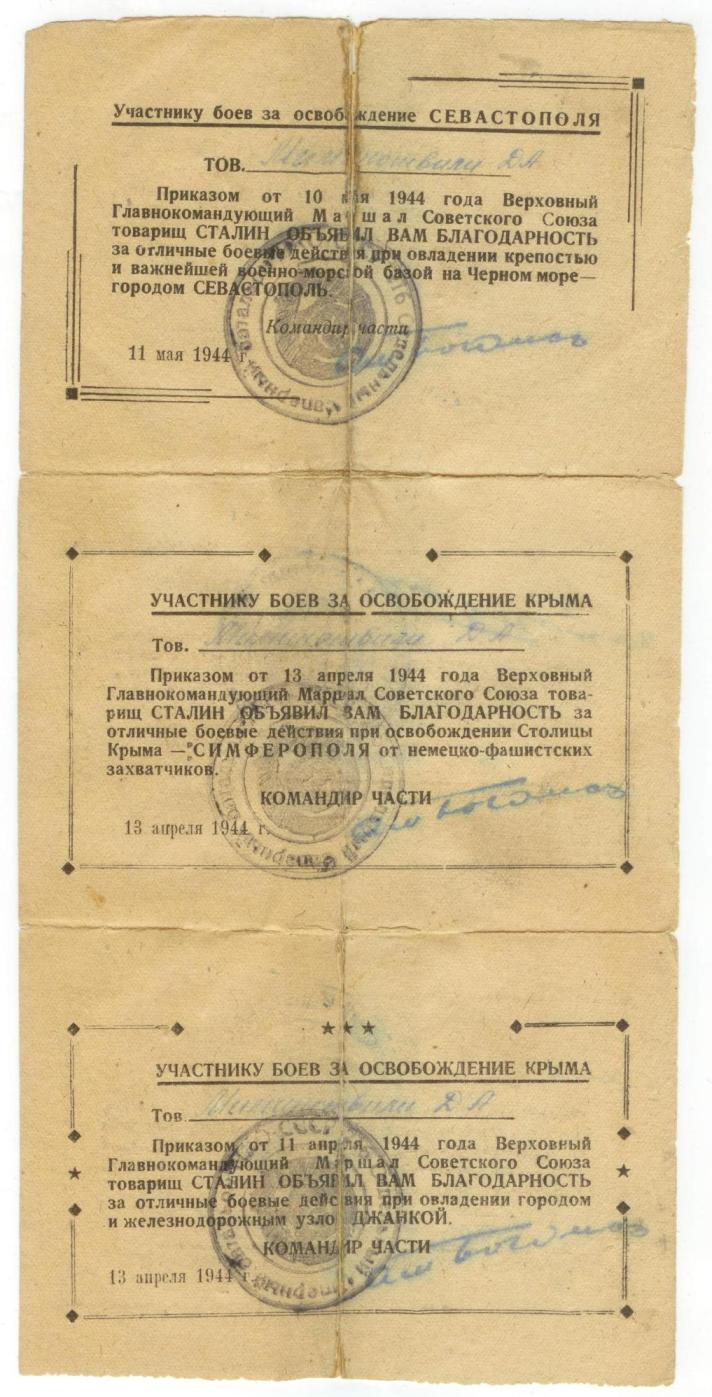 Участнику боев за освобождение СЕВАСТОПОЛЯ
ТОВ. Д А
Приказом от 10 мая 1944 года Верховный
Главнокомандующий Маршал Советского Союза
товарищ СТАЛИН ОБЪЯВИЛ ВАМ БЛАГОДАРНОСТЬ
за отличные боевые действия при овладении крепостью
и важнейшей военно-морской базой на Черном море—
городом СЕВАСТОПОЛЬ.
Командир части
11 мая 1944 г.
Отдельный Саперный
УЧАСТНИКУ БОЕВ ЗА ОСВОБОЖДЕНИЕ КРЫМА
Тов. Д А
Приказом от 13 апреля 1944 года Верховный
Главнокомандующий Маршал Советского Союза това-
рищ СТАЛИН ОБЪЯВИЛ ВАМ БЛАГОДАРНОСТЬ за
отличные боевые действия при освобождении Столицы
Крыма — СИМФЕРОПОЛЯ от немецко-фашистских
захватчиков.
КОМАНДИР ЧАСТИ
13 апреля 1944 г.
★ ★ ★
УЧАСТНИКУ БОЕВ ЗА ОСВОБОЖДЕНИЕ КРЫМА
Тов. Д А
Приказом от 11 апреля 1944 года Верховный
Главнокомандующий Маршал Советского Союза
товарищ СТАЛИН ОБЪЯВИЛ ВАМ БЛАГОДАРНОСТЬ
за отличные боевые действия при овладении городом
и железнодорожным узлом ДЖАНКОЙ.
КОМАНДИР ЧАСТИ
13 апреля 1944 г.